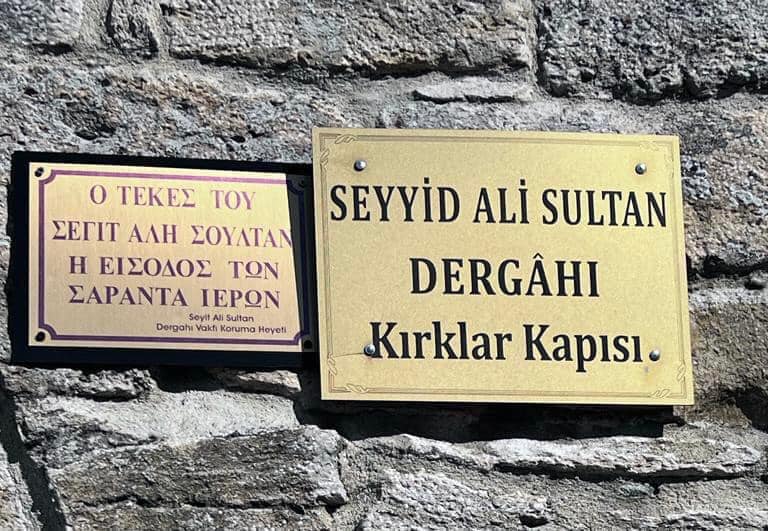 Ο ΤΕΚΕΣ ΤΟΥ
ΣΕΓΙΤ ΑΛΗ ΣΟΥΛΤΑΝ
Η ΕΙΣΟΔΟΣ ΤΩΝ
ΣΑΡΑΝΤΑ ΙΕΡΩΝ
Seyit Ali Sultan
Dergahı Vakfı Koruma Heyeti
SEYYİD ALİ SULTAN
DERGÂHI
Kırklar Kapısı